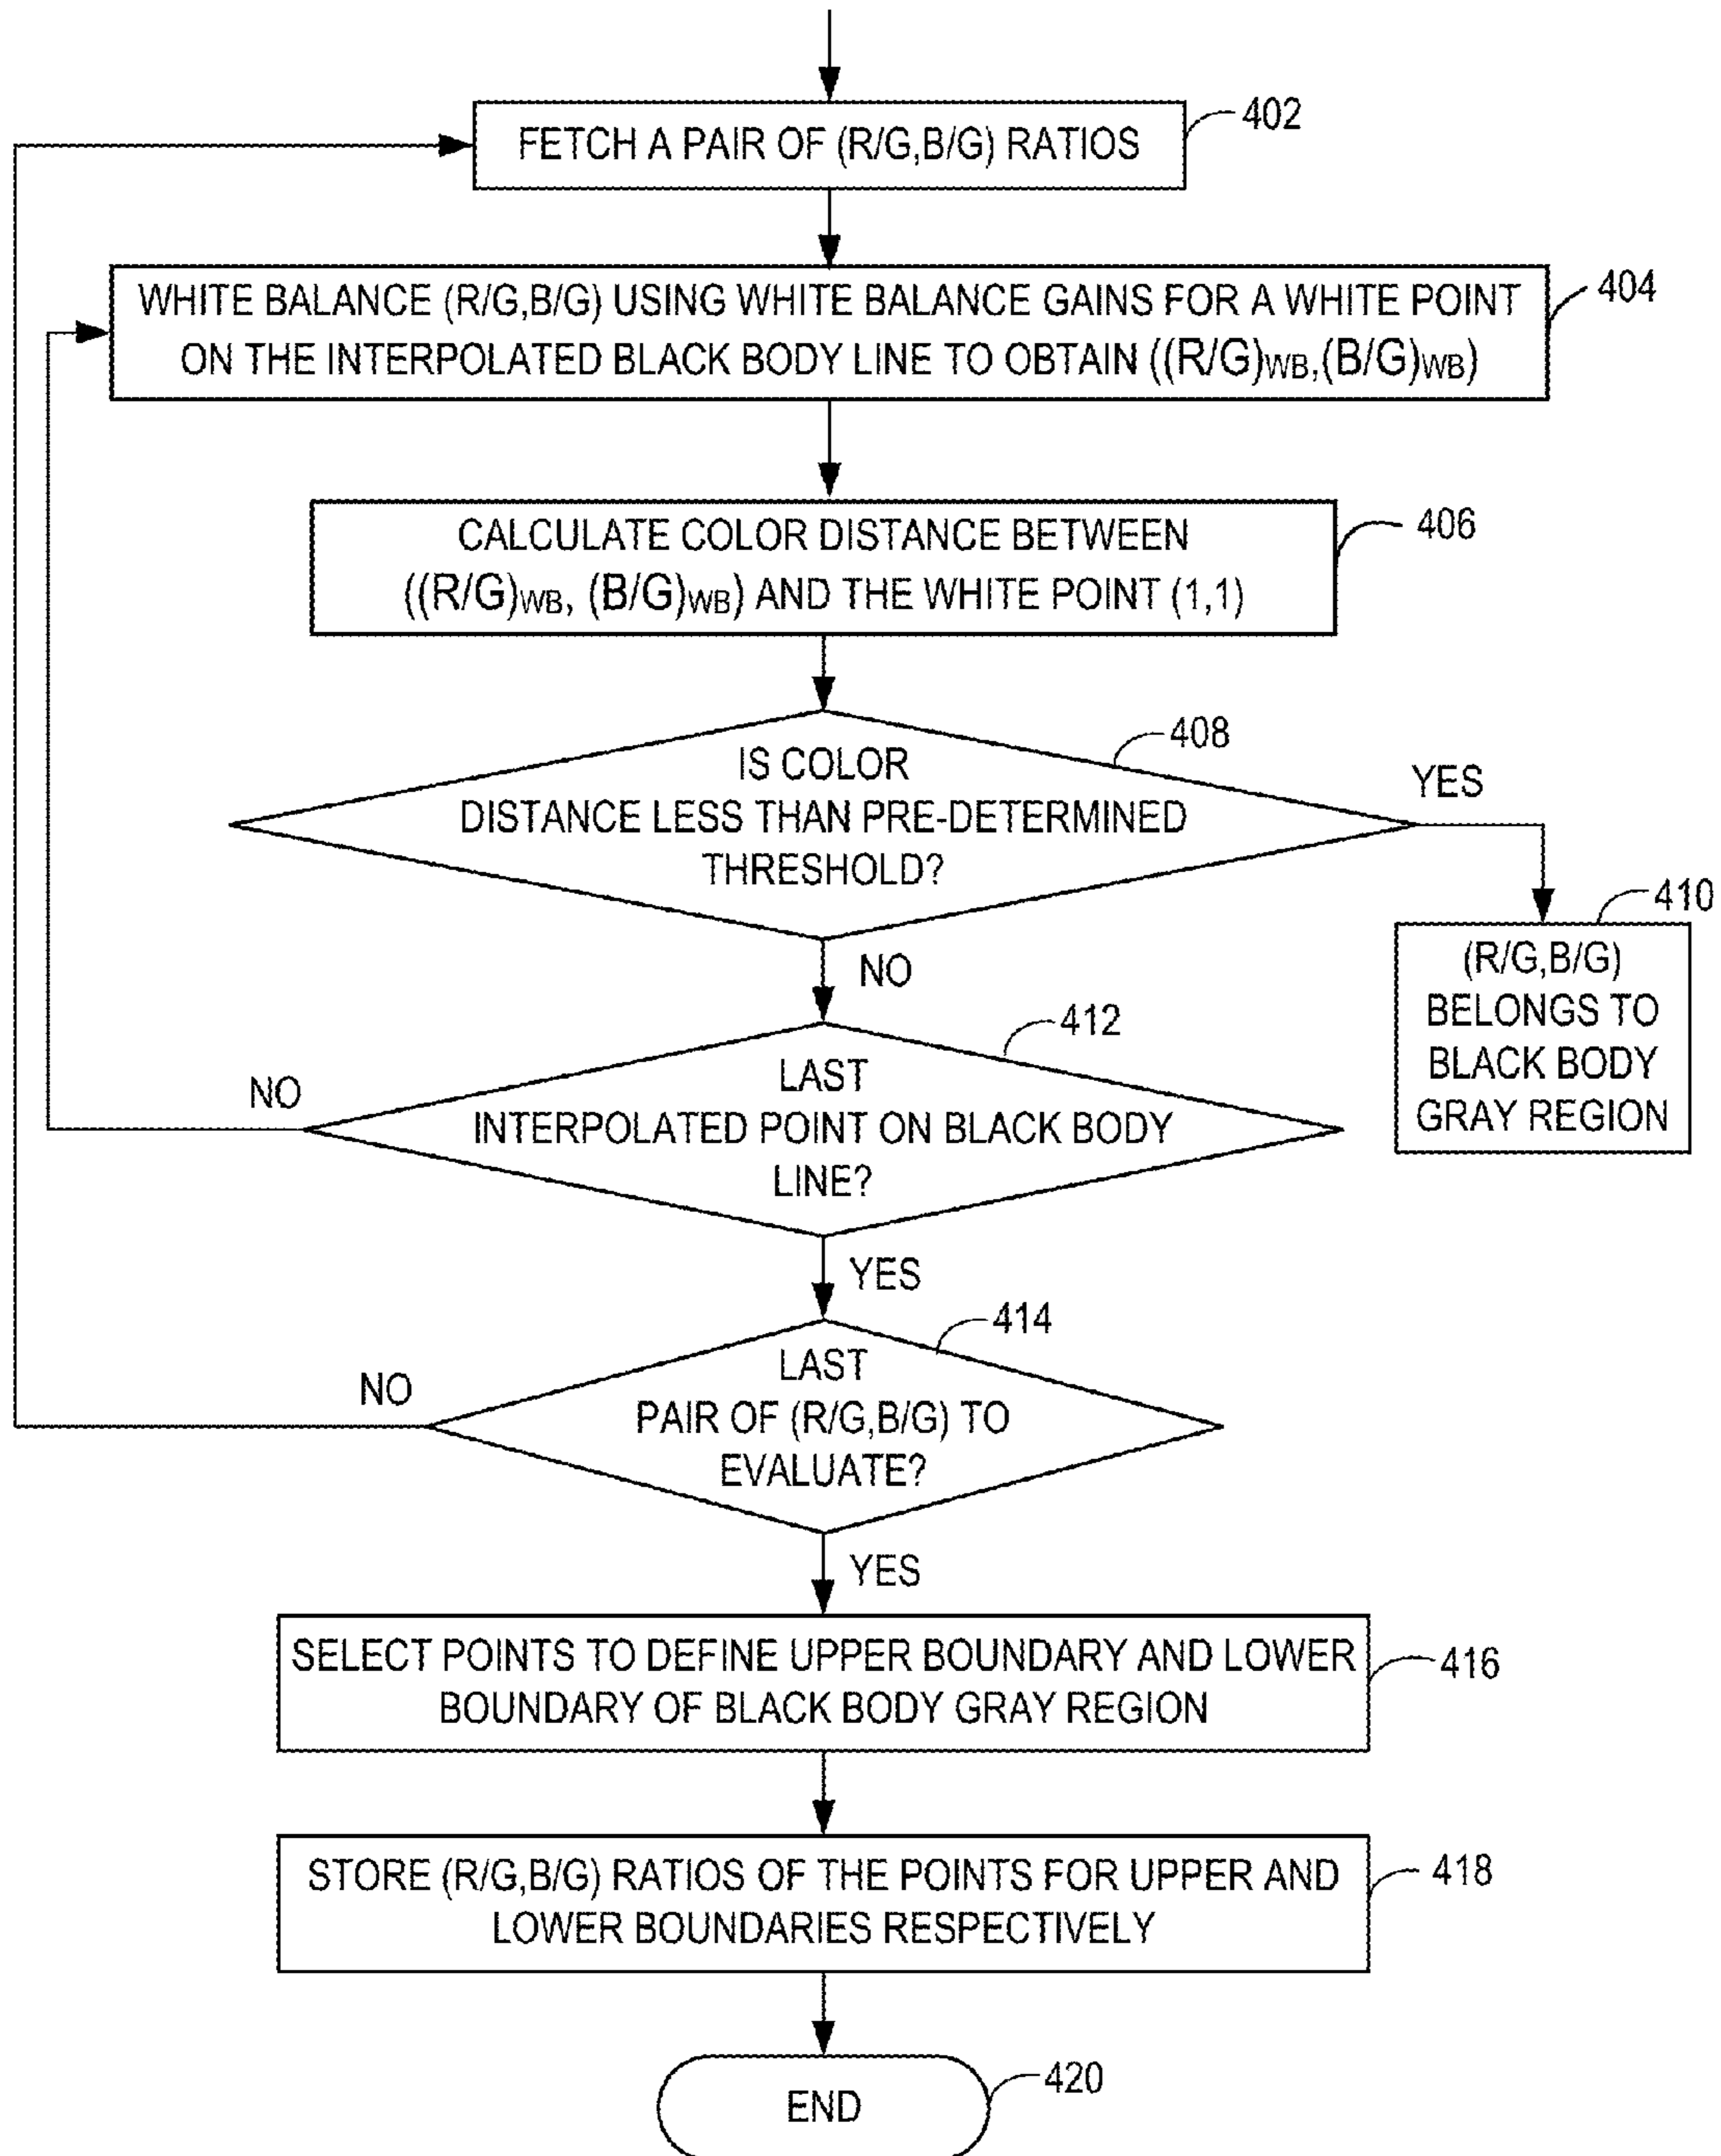 402
FETCH A PAIR OF (R/G,B/G) RATIOS
404
WHITE BALANCE (R/G,B/G) USING WHITE BALANCE GAINS FOR A WHITE POINT
ON THE INTERPOLATED BLACK BODY LINE TO OBTAIN ((R/G)WB,(B/G)WB)
406
CALCULATE COLOR DISTANCE BETWEEN
((R/G)WB, (B/G)WB) AND THE WHITE POINT (1,1)
408
IS COLOR
DISTANCE LESS THAN PRE-DETERMINED
THRESHOLD?
YES
410
(R/G,B/G)
BELONGS TO
BLACK BODY
GRAY REGION
NO
412
LAST
INTERPOLATED POINT ON BLACK BODY
LINE?
NO
YES
414
LAST
PAIR OF (R/G,B/G) TO
EVALUATE?
NO
YES
SELECT POINTS TO DEFINE UPPER BOUNDARY AND LOWER
BOUNDARY OF BLACK BODY GRAY REGION
416
STORE (R/G,B/G) RATIOS OF THE POINTS FOR UPPER AND
LOWER BOUNDARIES RESPECTIVELY
418
END
420